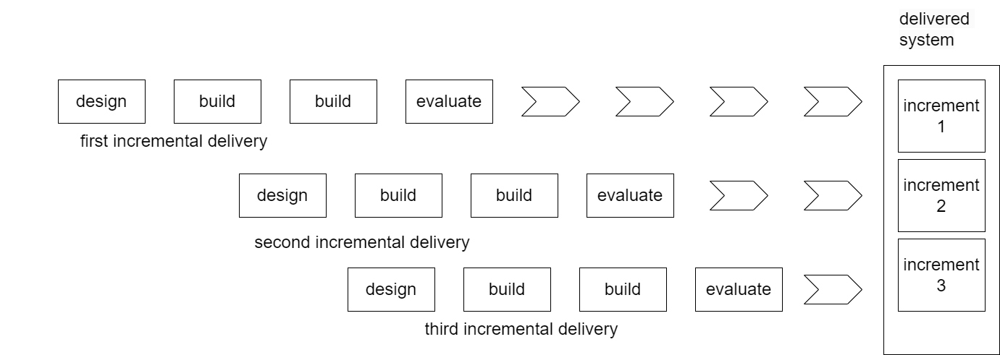 delivered
system
design
build
build
evaluate
increment
1
first incremental delivery
design
build
build
evaluate
increment
2
second incremental delivery
design
build
build
evaluate
increment
3
third incremental delivery